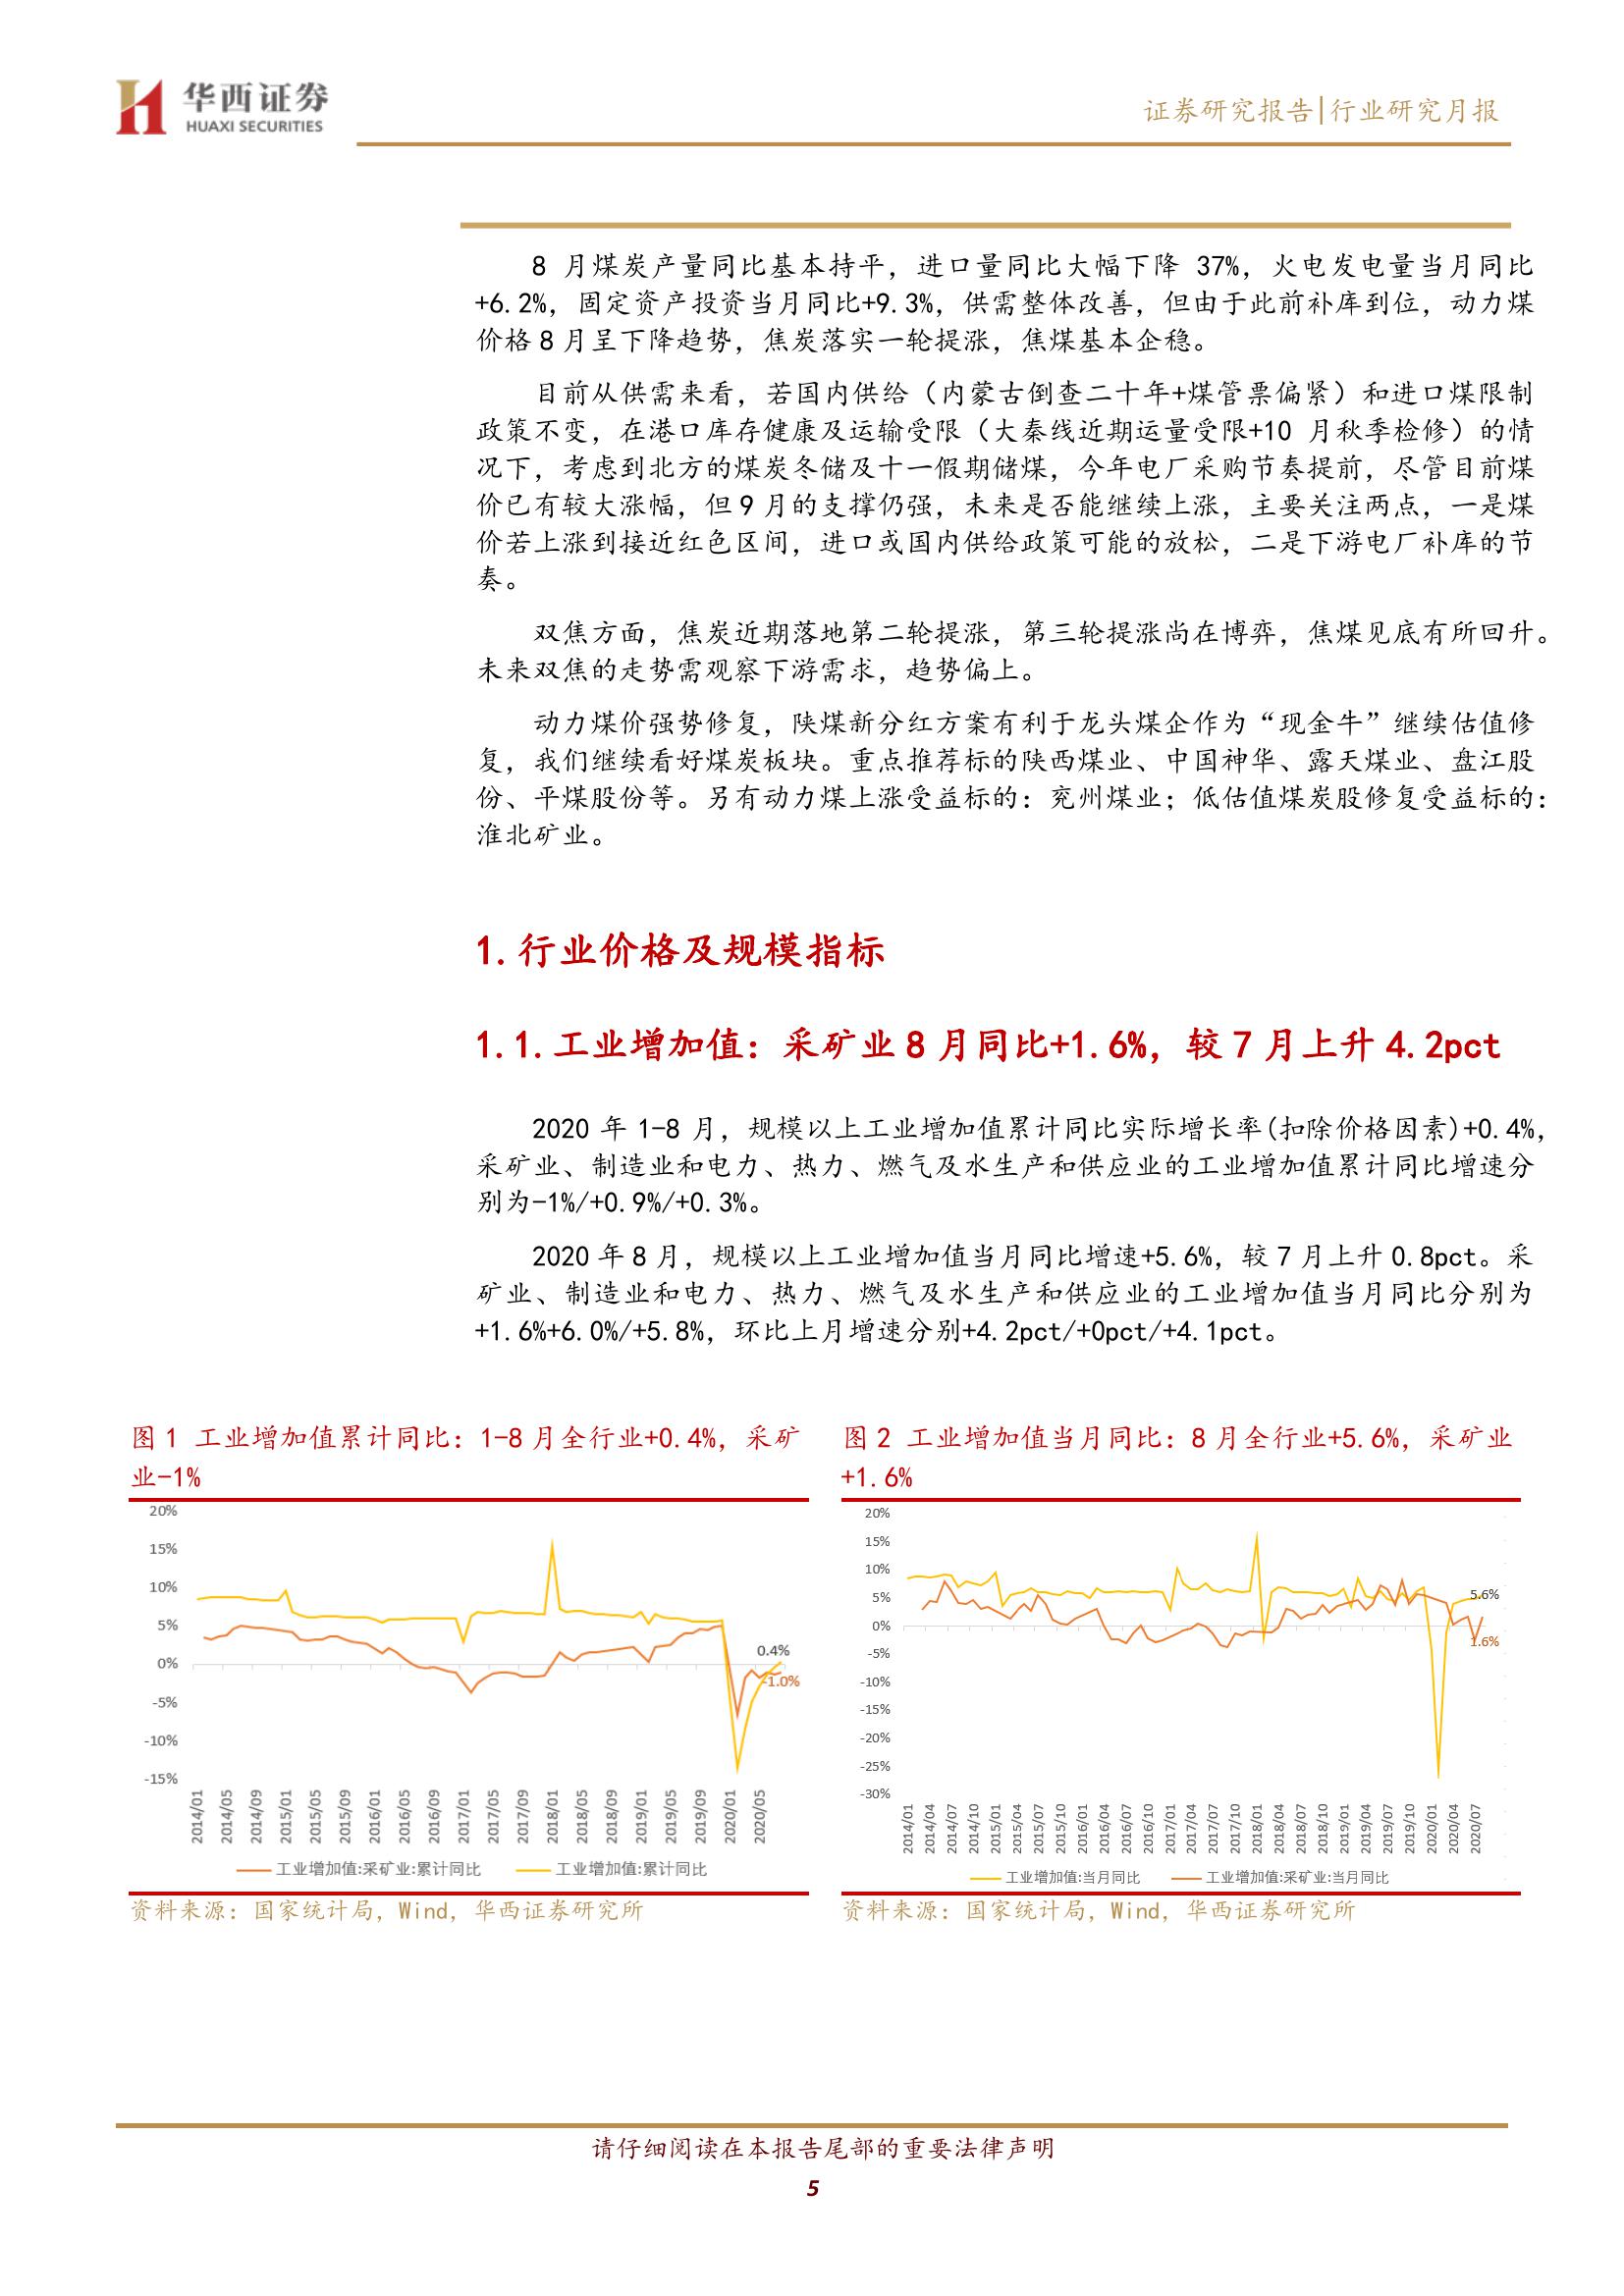 华西证券
HUAXI SECURITIES
证券研究报告|行业研究月报
8 月煤炭产量同比基本持平，进口量同比大幅下降 37%，火电发电量当月同比
+6.2%，固定资产投资当月同比+9.3%，供需整体改善，但由于此前补库到位，动力煤
价格 8 月呈下降趋势，焦炭落实一轮提涨，焦煤基本企稳。
目前从供需来看，若国内供给（内蒙古倒查二十年+煤管票偏紧）和进口煤限制
政策不变，在港口库存健康及运输受限（大秦线近期运量受限+10 月秋季检修）的情
况下，考虑到北方的煤炭冬储及十一假期储煤，今年电厂采购节奏提前，尽管目前煤
价已有较大涨幅，但 9 月的支撑仍强，未来是否能继续上涨，主要关注两点，一是煤
价若上涨到接近红色区间，进口或国内供给政策可能的放松，二是下游电厂补库的节
奏。
双焦方面，焦炭近期落地第二轮提涨，第三轮提涨尚在博弈，焦煤见底有所回升。
未来双焦的走势需观察下游需求，趋势偏上。
动力煤价强势修复，陕煤新分红方案有利于龙头煤企作为“现金牛”继续估值修
复，我们继续看好煤炭板块。重点推荐标的陕西煤业、中国神华、露天煤业、盘江股
份、平煤股份等。另有动力煤上涨受益标的：兖州煤业；低估值煤炭股修复受益标的：
淮北矿业。
1.行业价格及规模指标
1.1.工业增加值：采矿业 8 月同比+1.6%，较 7 月上升 4.2pct
2020 年 1-8 月，规模以上工业增加值累计同比实际增长率(扣除价格因素)+0.4%，
采矿业、制造业和电力、热力、燃气及水生产和供应业的工业增加值累计同比增速分
别为-1%/+0.9%/+0.3%。
2020 年 8 月，规模以上工业增加值当月同比增速+5.6%，较 7 月上升 0.8pct。采
矿业、制造业和电力、热力、燃气及水生产和供应业的工业增加值当月同比分别为
+1.6%+6.0%/+5.8%，环比上月增速分别+4.2pct/+0pct/+4.1pct。
图 1 工业增加值累计同比：1-8 月全行业+0.4%，采矿
业-1%
20%
15%
10%
5%
0%
-5%
-10%
-15%
0.4%
-1.0%
2014/01 2014/05 2014/09 2015/01 2015/05 2015/09 2016/01 2016/05 2016/09 2017/01 2017/05 2017/09 2018/01 2018/05 2018/09 2019/01 2019/05 2019/09 2020/01 2020/05
工业增加值:采矿业:累计同比 工业增加值:累计同比
资料来源：国家统计局，Wind，华西证券研究所
图 2 工业增加值当月同比：8 月全行业+5.6%，采矿业
+1.6%
20%
15%
10%
5%
0%
-5%
-10%
-15%
-20%
-25%
-30%
5.6%
1.6%
2014/01 2014/04 2014/07 2014/10 2015/01 2015/04 2015/07 2015/10 2016/01 2016/04 2016/07 2016/10 2017/01 2017/04 2017/07 2017/10 2018/01 2018/04 2018/07 2018/10 2019/01 2019/04 2019/07 2019/10 2020/01 2020/04 2020/07
工业增加值:当月同比 工业增加值:采矿业:当月同比
资料来源：国家统计局，Wind，华西证券研究所
请仔细阅读在本报告尾部的重要法律声明
5